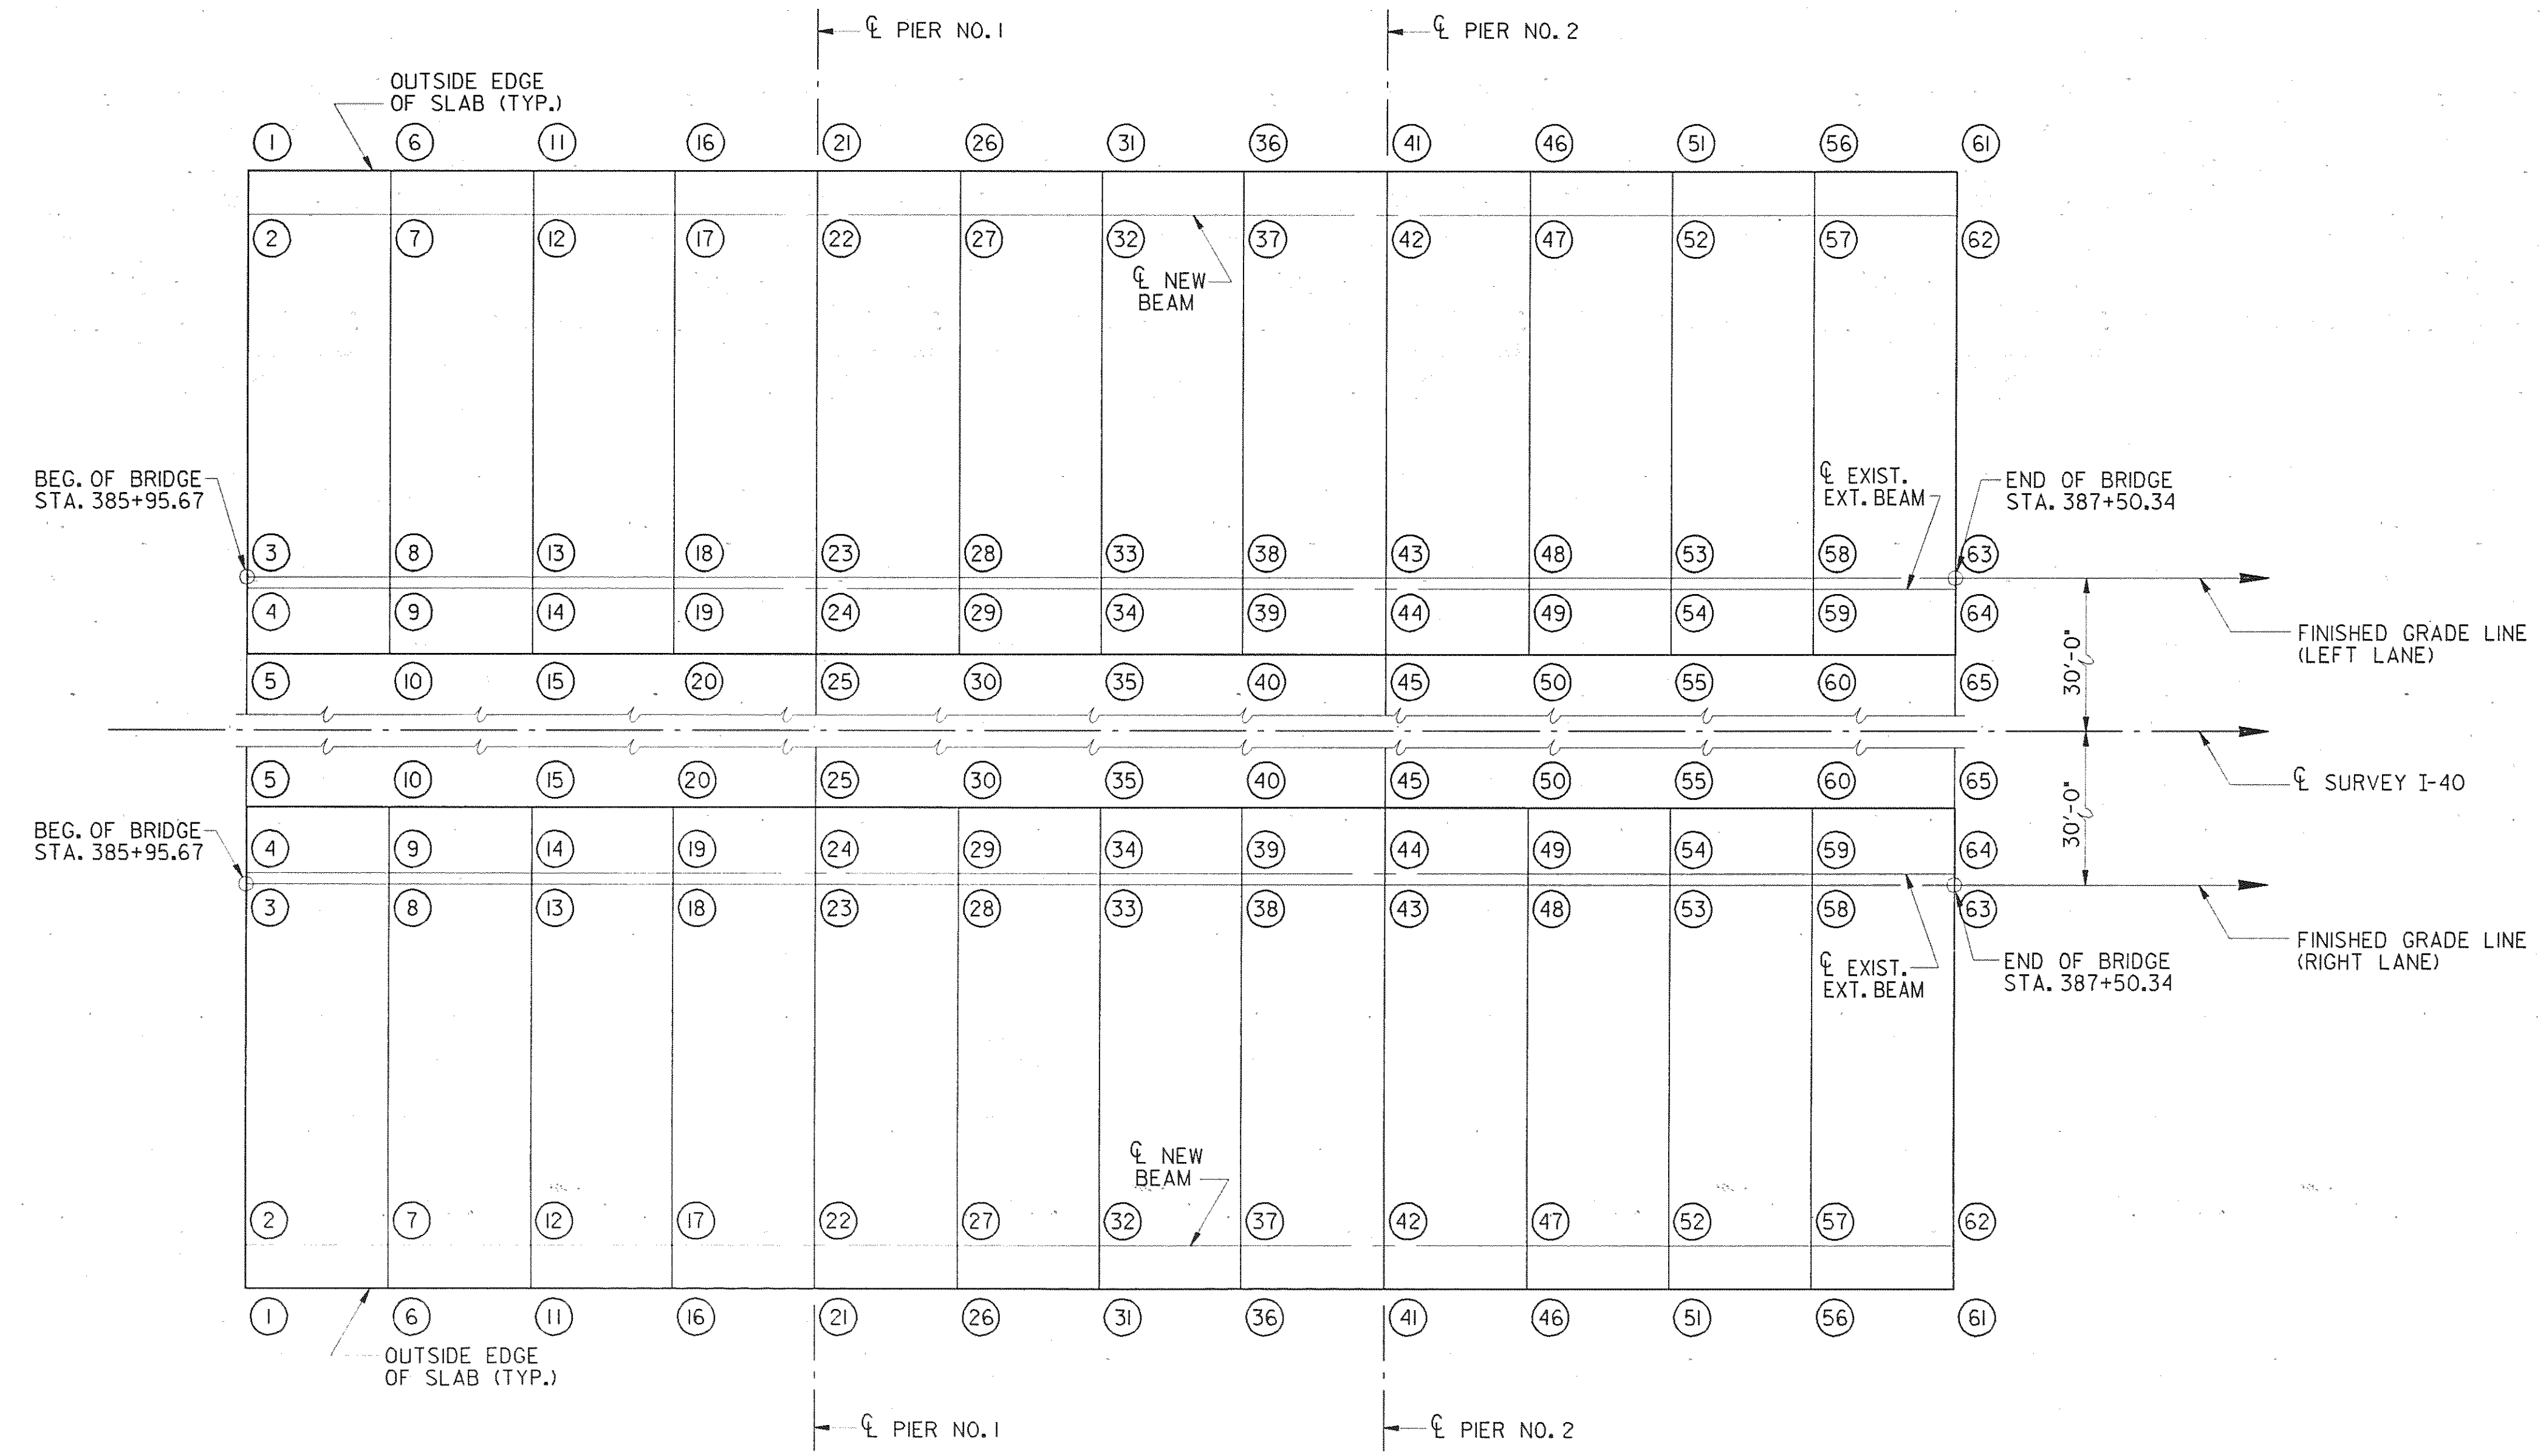 ℄ PIER NO. 1
℄ PIER NO. 2
OUTSIDE EDGE
OF SLAB (TYP.)
1 6 11 16 21 26 31 36 41 46 51 56 61
2 7 12 17 22 27 32 37 42 47 52 57 62
℄ NEW
BEAM
BEG. OF BRIDGE
STA. 385+95.67
℄ EXIST.
EXT. BEAM
END OF BRIDGE
STA. 387+50.34
3 8 13 18 23 28 33 38 43 48 53 58 63
4 9 14 19 24 29 34 39 44 49 54 59 64
FINISHED GRADE LINE
(LEFT LANE)
30'-0"
5 10 15 20 25 30 35 40 45 50 55 60 65
5 10 15 20 25 30 35 40 45 50 55 60 65
℄ SURVEY I-40
30'-0"
BEG. OF BRIDGE
STA. 385+95.67
4 9 14 19 24 29 34 39 44 49 54 59 64
3 8 13 18 23 28 33 38 43 48 53 58 63
FINISHED GRADE LINE
(RIGHT LANE)
℄ EXIST.
EXT. BEAM
END OF BRIDGE
STA. 387+50.34
℄ NEW
BEAM
2 7 12 17 22 27 32 37 42 47 52 57 62
1 6 11 16 21 26 31 36 41 46 51 56 61
OUTSIDE EDGE
OF SLAB (TYP.)
℄ PIER NO. 1
℄ PIER NO. 2